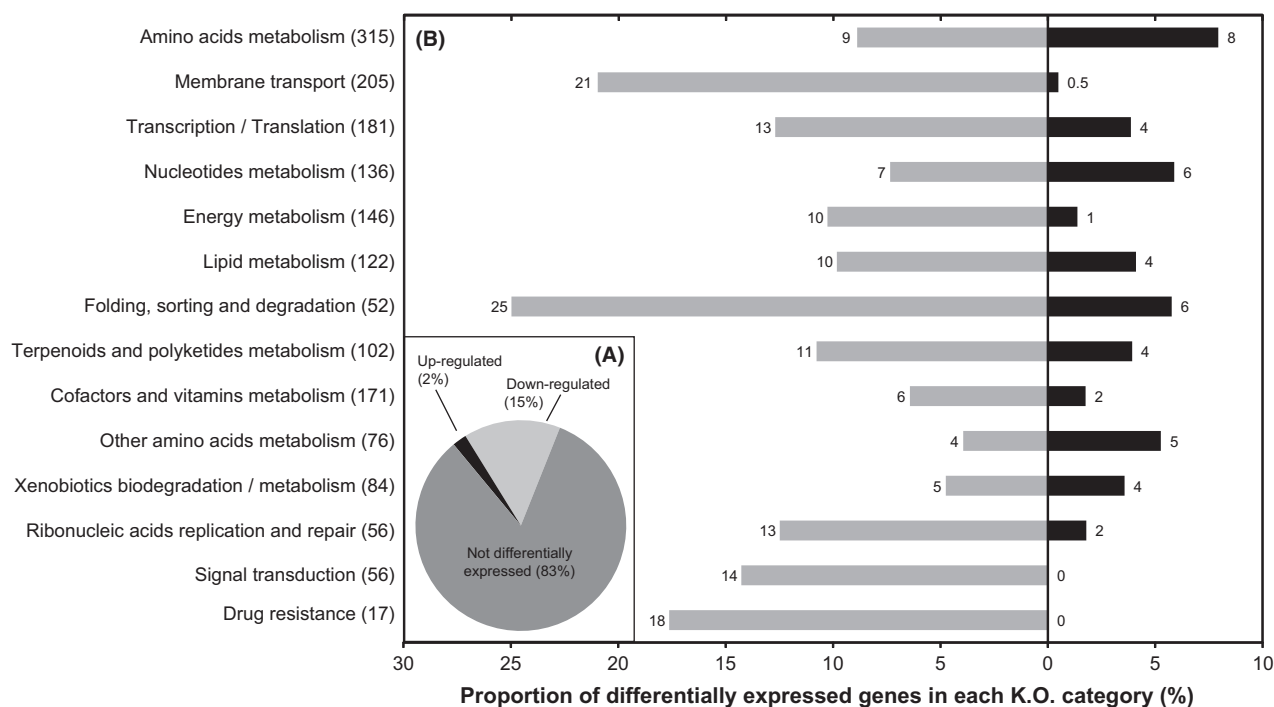 (B)
Amino acids metabolism (315) 9 8
Membrane transport (205) 21 0.5
Transcription / Translation (181) 13 4
Nucleotides metabolism (136) 7 6
Energy metabolism (146) 10 1
Lipid metabolism (122) 10 4
Folding, sorting and degradation (52) 25 6
Terpenoids and polyketides metabolism (102) 11 4
Cofactors and vitamins metabolism (171) 6 2
Other amino acids metabolism (76) 4 5
Xenobiotics biodegradation / metabolism (84) 5 4
Ribonucleic acids replication and repair (56) 13 2
Signal transduction (56) 14 0
Drug resistance (17) 18 0
(A)
Up-regulated
(2%)
Down-regulated
(15%)
Not differentially
expressed (83%)
30 25 20 15 10 5 0 5 10
Proportion of differentially expressed genes in each K.O. category (%)